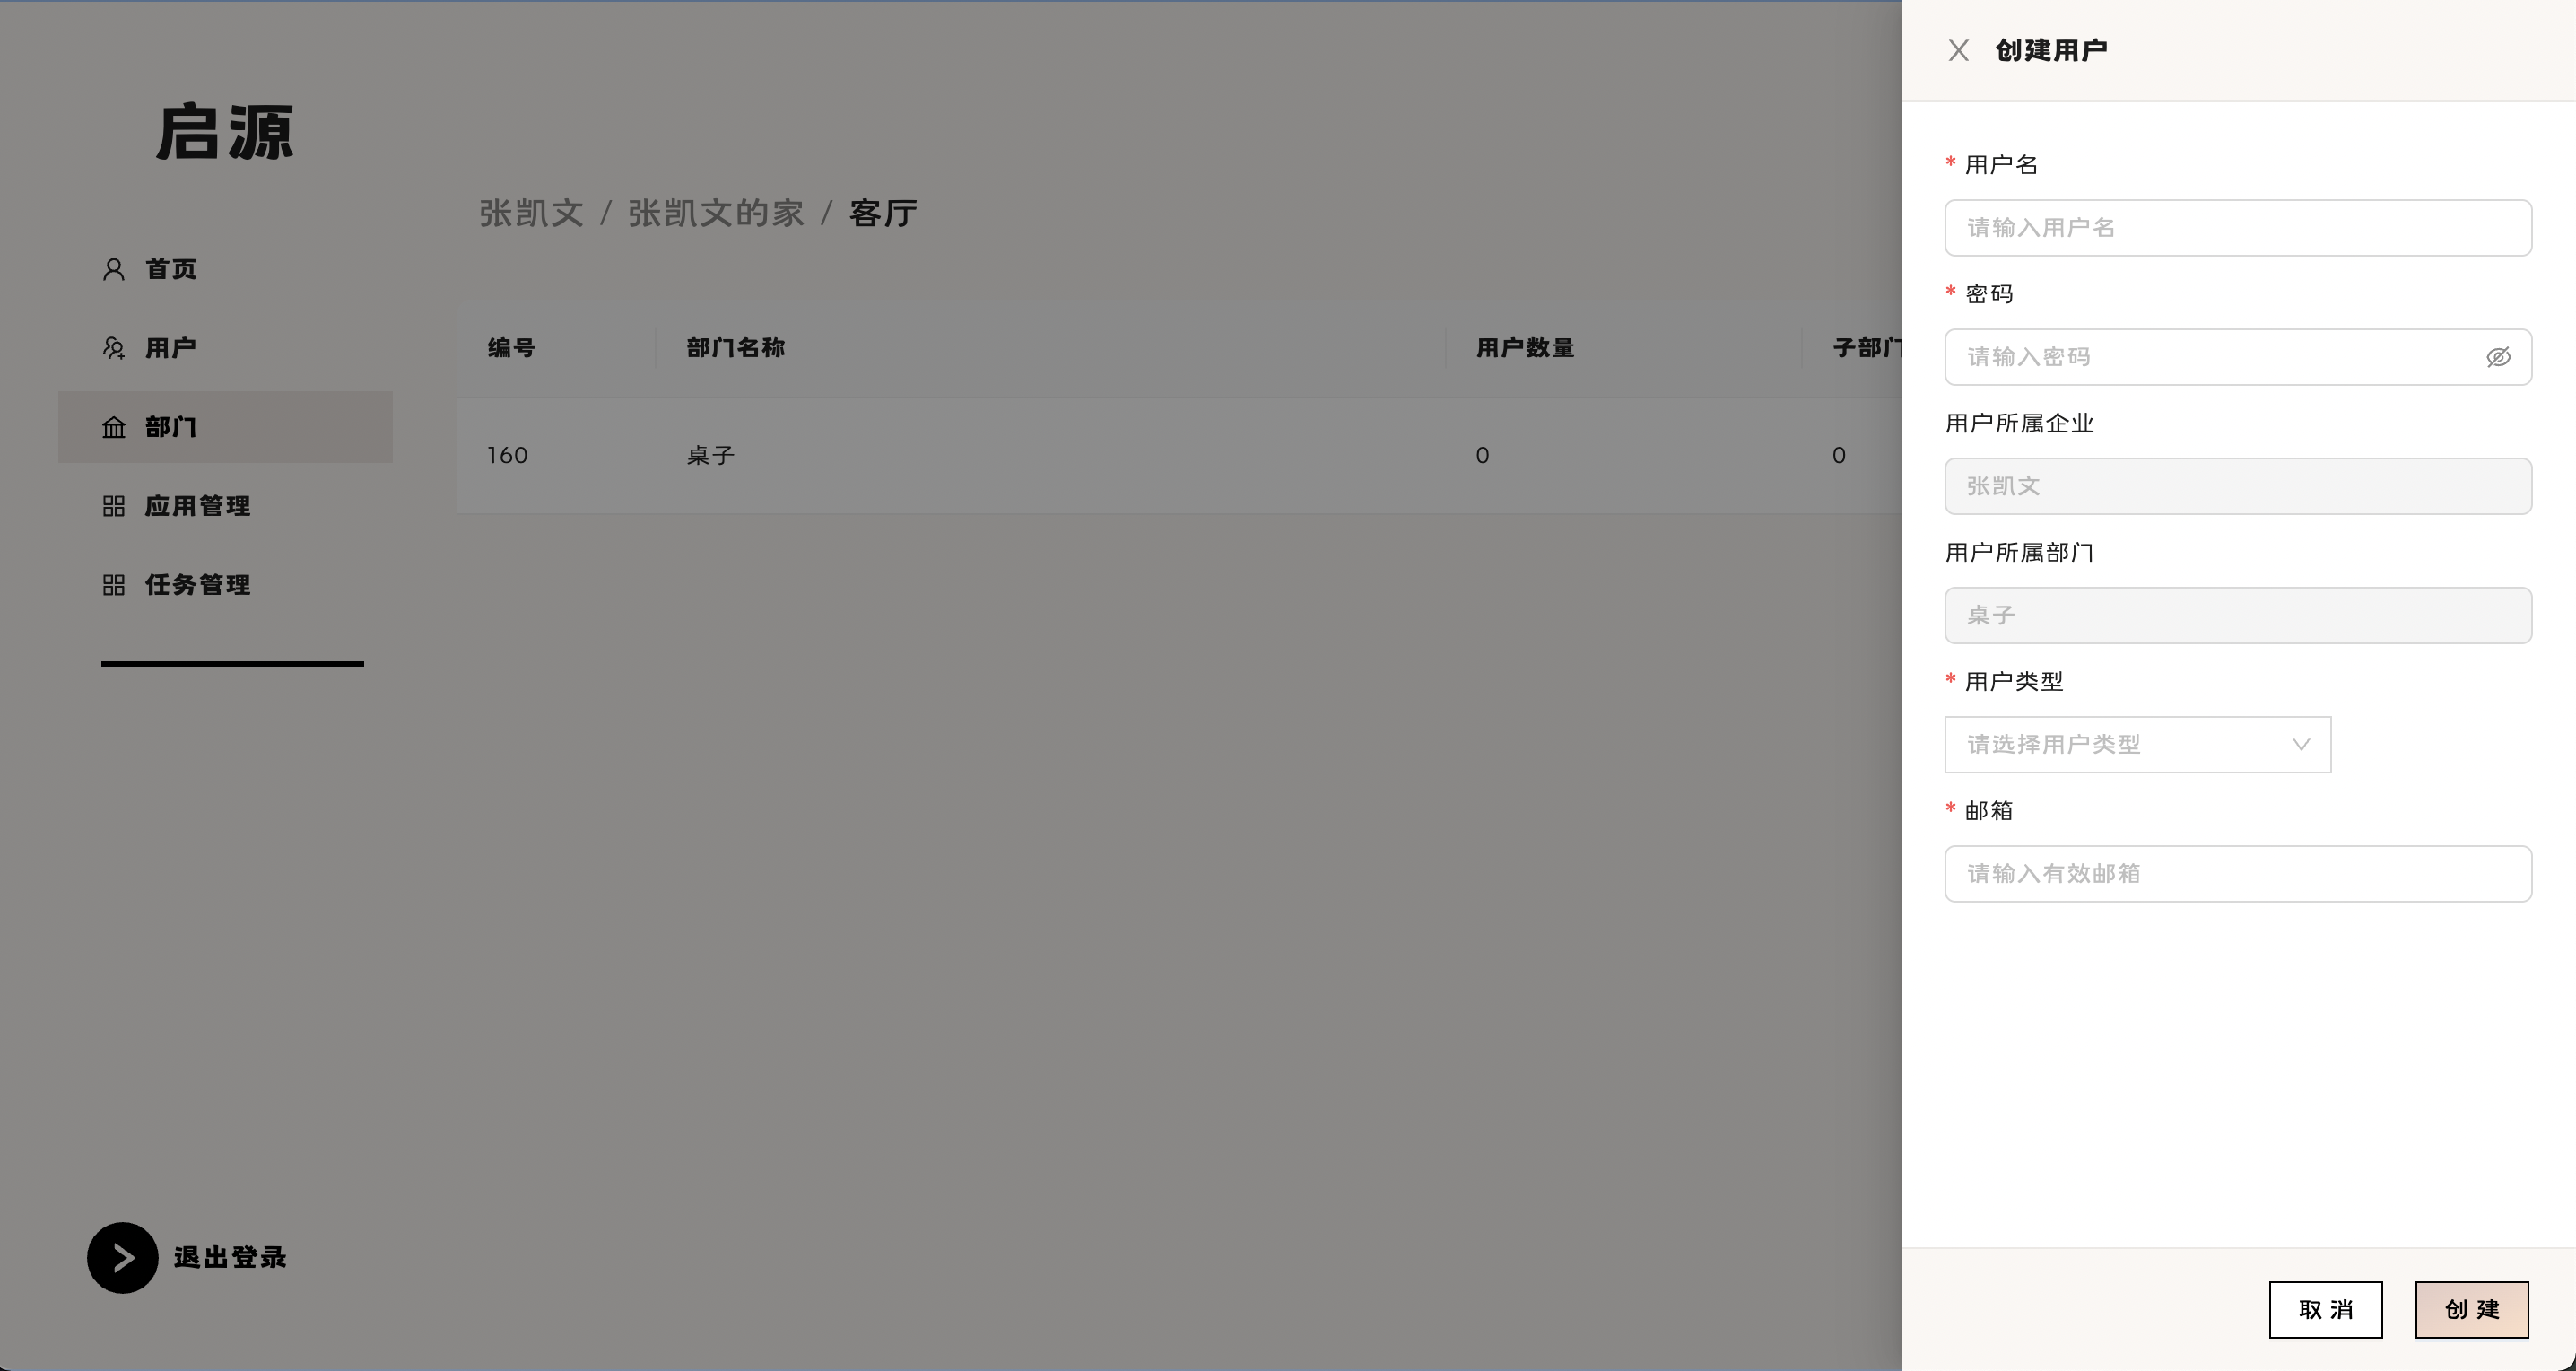 启源
首页
用户
部门
应用管理
任务管理
退出登录
张凯文 / 张凯文的家 / 客厅
编号 部门名称 用户数量 子部门
160 桌子 0 0
创建用户
* 用户名
请输入用户名
* 密码
请输入密码
用户所属企业
张凯文
用户所属部门
桌子
* 用户类型
请选择用户类型
* 邮箱
请输入有效邮箱
取 消 创 建